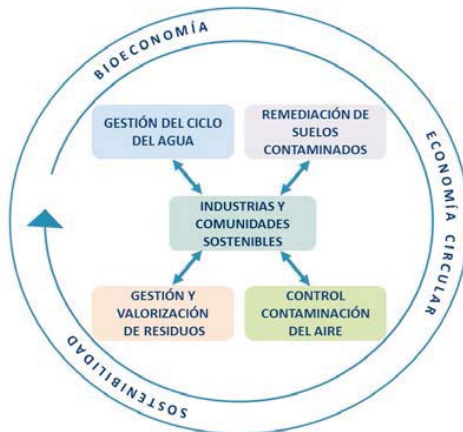 BIOECONOMÍA
GESTIÓN DEL CICLO
DEL AGUA
REMEDIACIÓN DE
SUELOS
CONTAMINADOS
INDUSTRIAS Y
COMUNIDADES
SOSTENIBLES
ECONOMÍA CIRCULAR
GESTIÓN Y
VALORIZACIÓN
DE RESIDUOS
CONTROL
CONTAMINACIÓN
DEL AIRE
SOSTENIBILIDAD